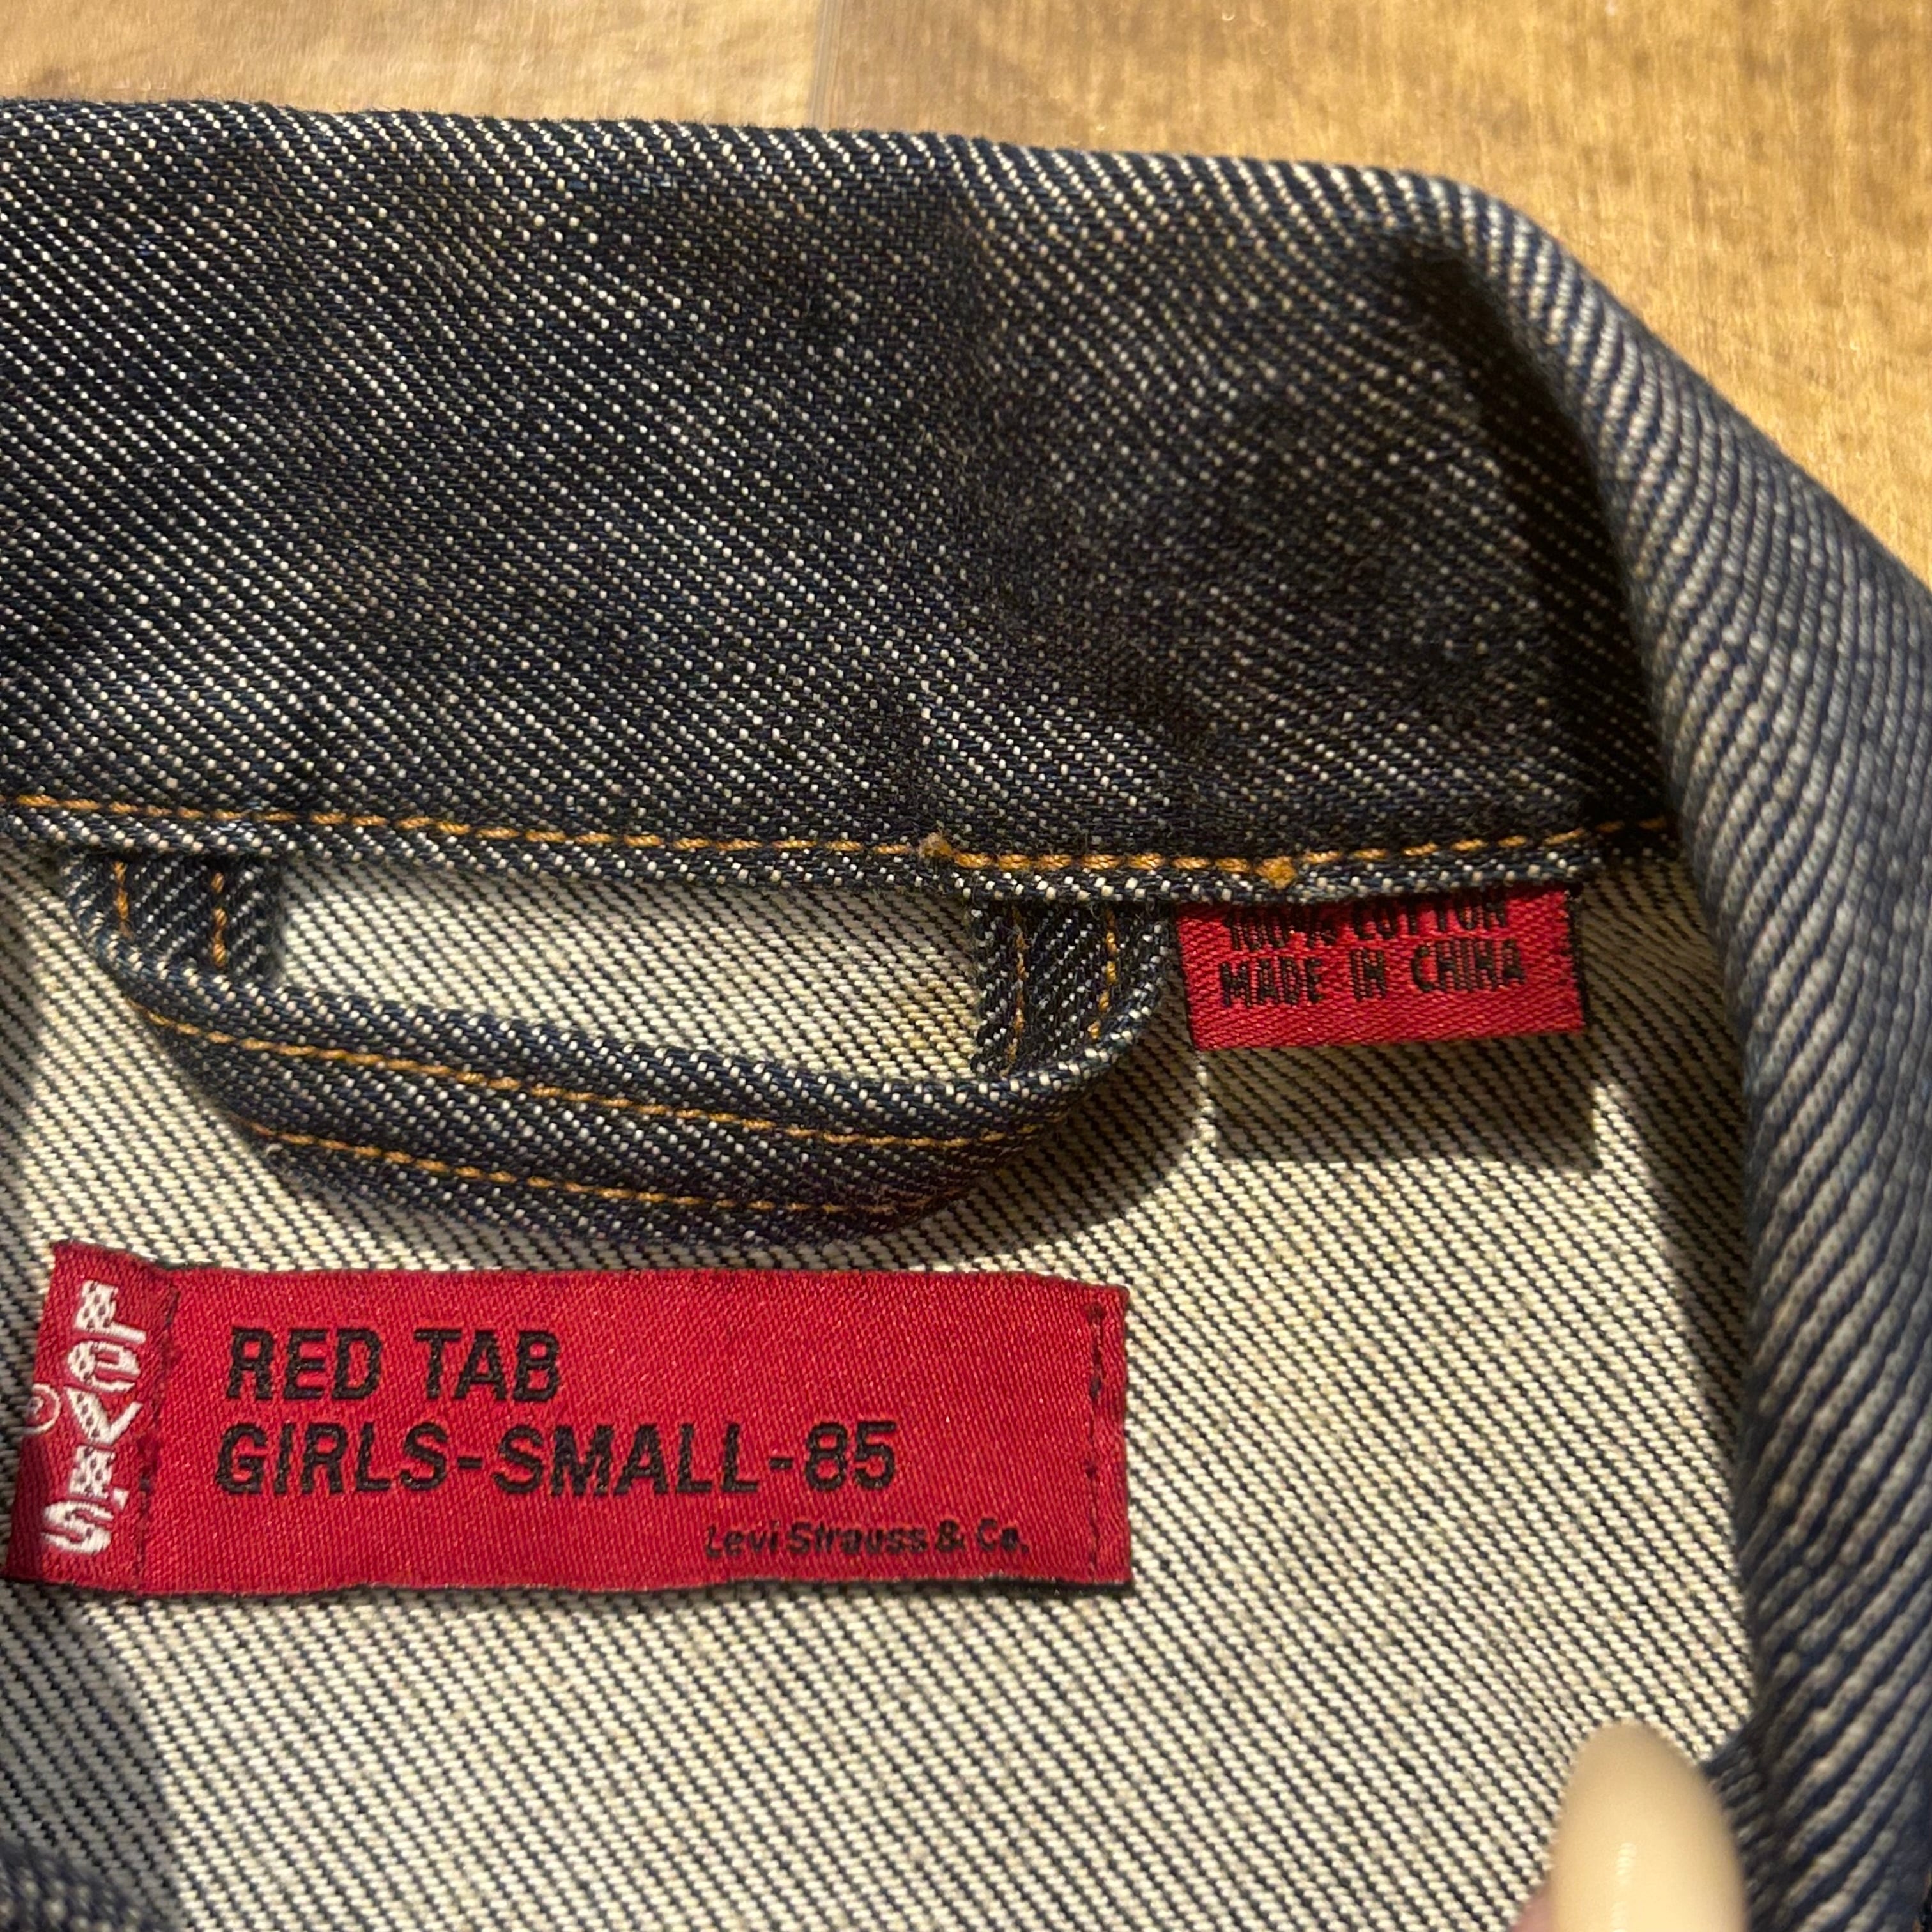 100% COTTON
MADE IN CHINA
LEVI'S
®
RED TAB
GIRLS-SMALL-85
Levi Strauss & Co.